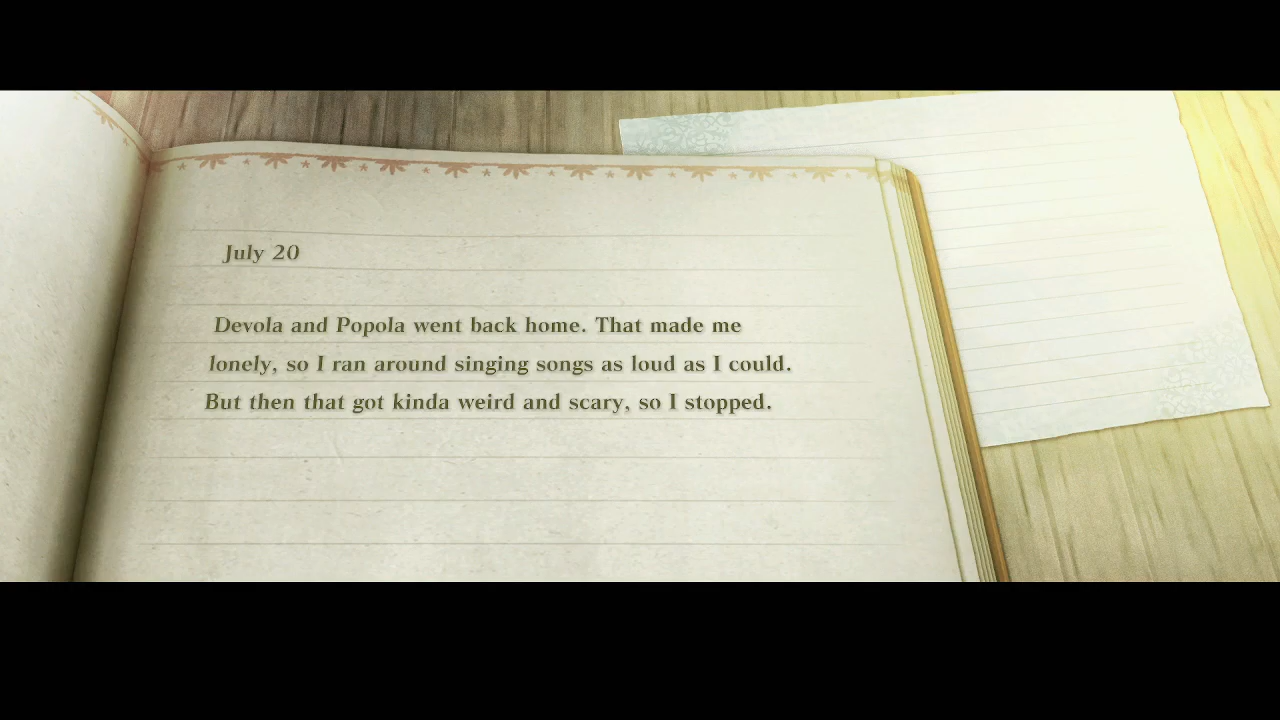 July 20
Devola and Popola went back home. That made me
lonely, so I ran around singing songs as loud as I could.
But then that got kinda weird and scary, so I stopped.